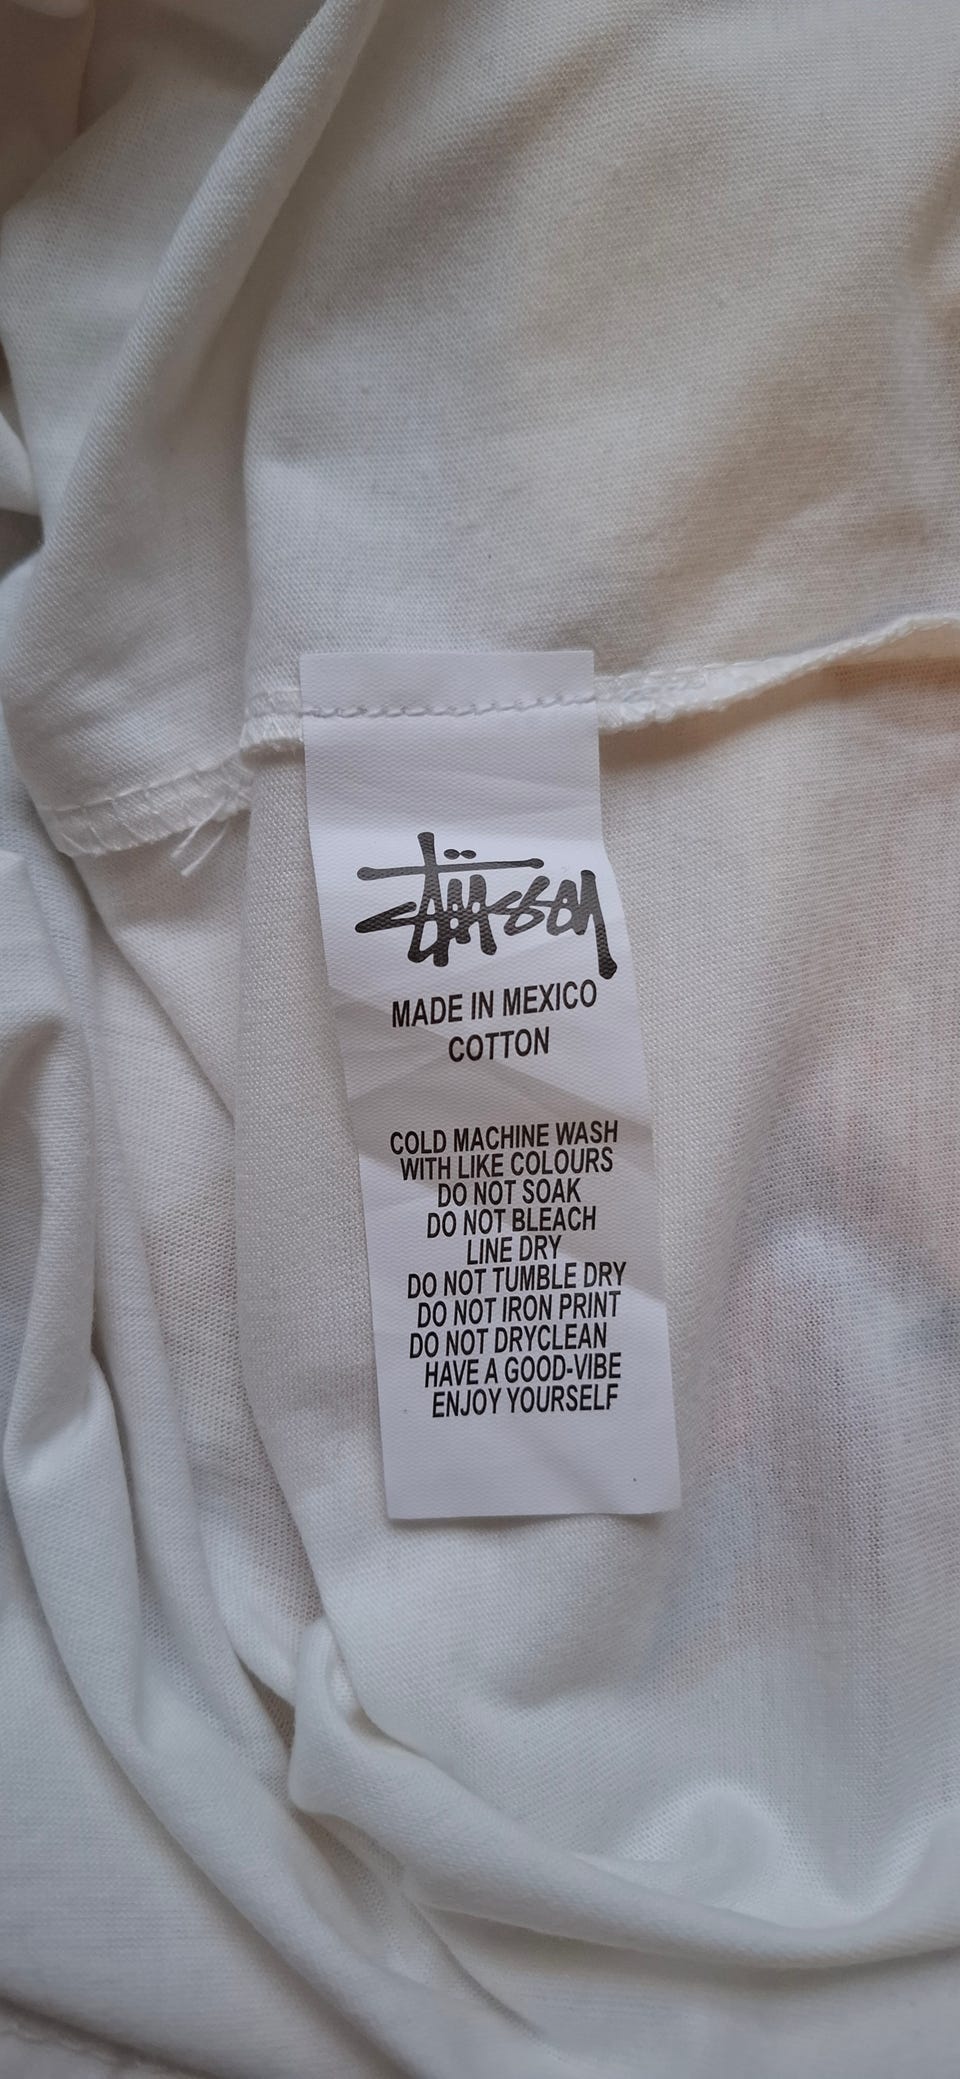 Stüssy
MADE IN MEXICO
COTTON
COLD MACHINE WASH
WITH LIKE COLOURS
DO NOT SOAK
DO NOT BLEACH
LINE DRY
DO NOT TUMBLE DRY
DO NOT IRON PRINT
DO NOT DRYCLEAN
HAVE A GOOD-VIBE
ENJOY YOURSELF